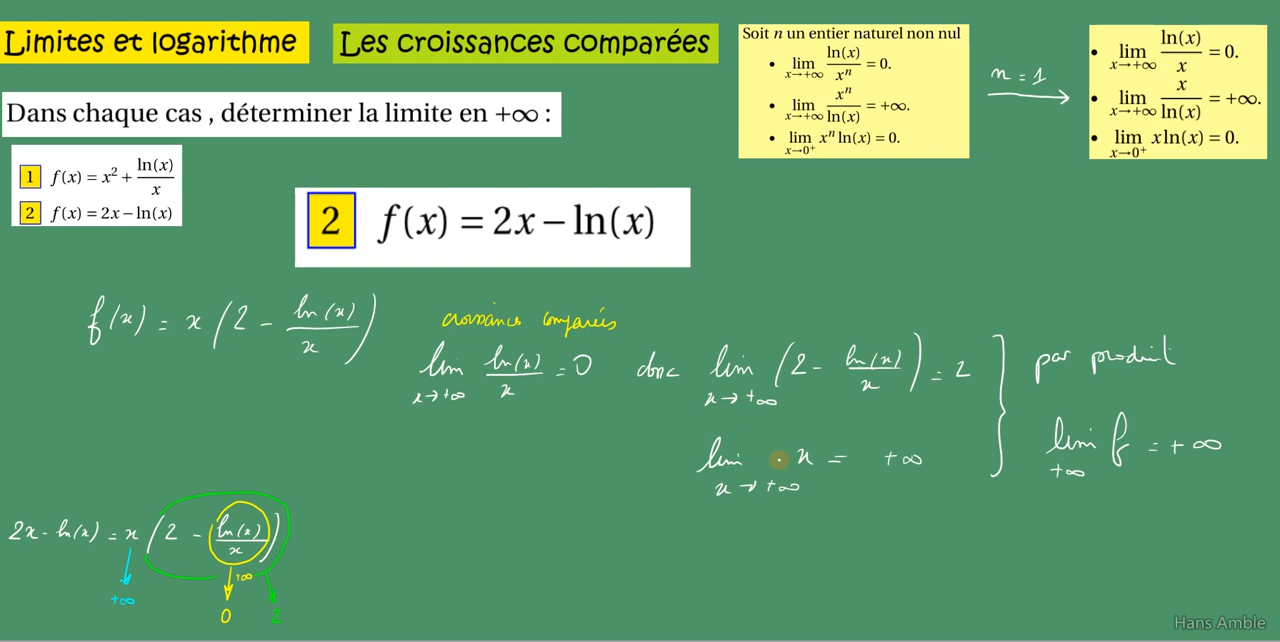 Limites et logarithme
Les croissances comparées
Dans chaque cas , déterminer la limite en +∞ :
1 f(x) = x² + ln(x)/x
2 f(x) = 2x − ln(x)
Soit n un entier naturel non nul
• lim x→+∞ ln(x)/xⁿ = 0.
• lim x→+∞ xⁿ/ln(x) = +∞.
• lim x→0⁺ xⁿ ln(x) = 0.
n = 1
• lim x→+∞ ln(x)/x = 0.
• lim x→+∞ x/ln(x) = +∞.
• lim x→0⁺ x ln(x) = 0.
2 f(x) = 2x − ln(x)
f(x) = x (2 − ln(x)/x)
croissances comparées
lim x→+∞ ln(x)/x = 0 donc lim x→+∞ (2 − ln(x)/x) = 2
lim x→+∞ x = +∞
par produit
lim +∞ f = +∞
2x − ln(x) = x (2 − ln(x)/x)
+∞
+∞
0
2
Hans Amble